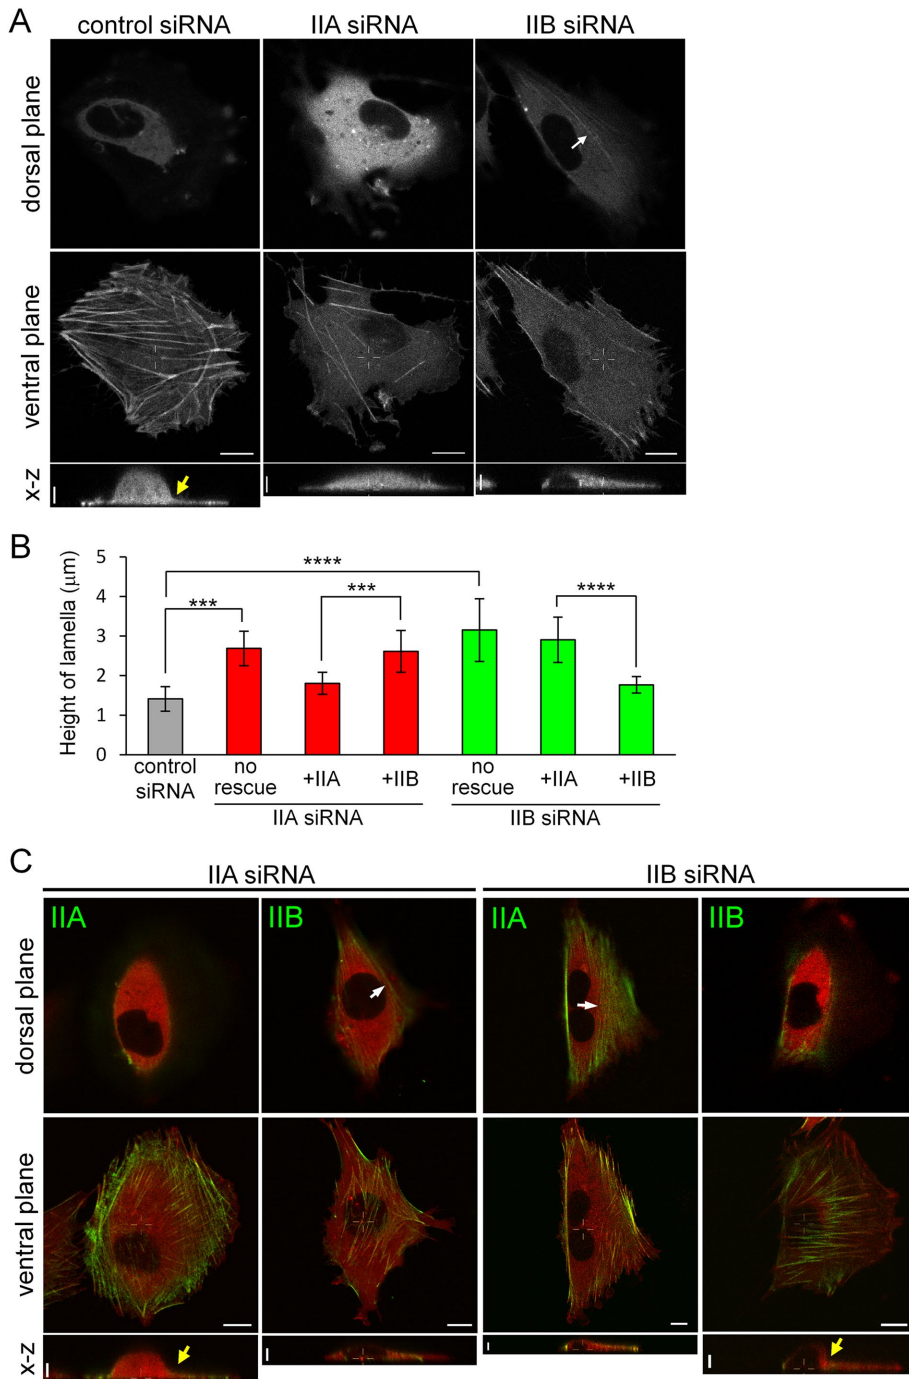 A
control siRNA IIA siRNA IIB siRNA
dorsal plane
ventral plane
x-z
B
Height of lamella (μm)
5
4
3
2
1
0
****
***
***
****
control siRNA
no rescue
+IIA
+IIB
no rescue
+IIA
+IIB
IIA siRNA
IIB siRNA
C
IIA siRNA IIB siRNA
IIA IIB IIA IIB
dorsal plane
ventral plane
x-z